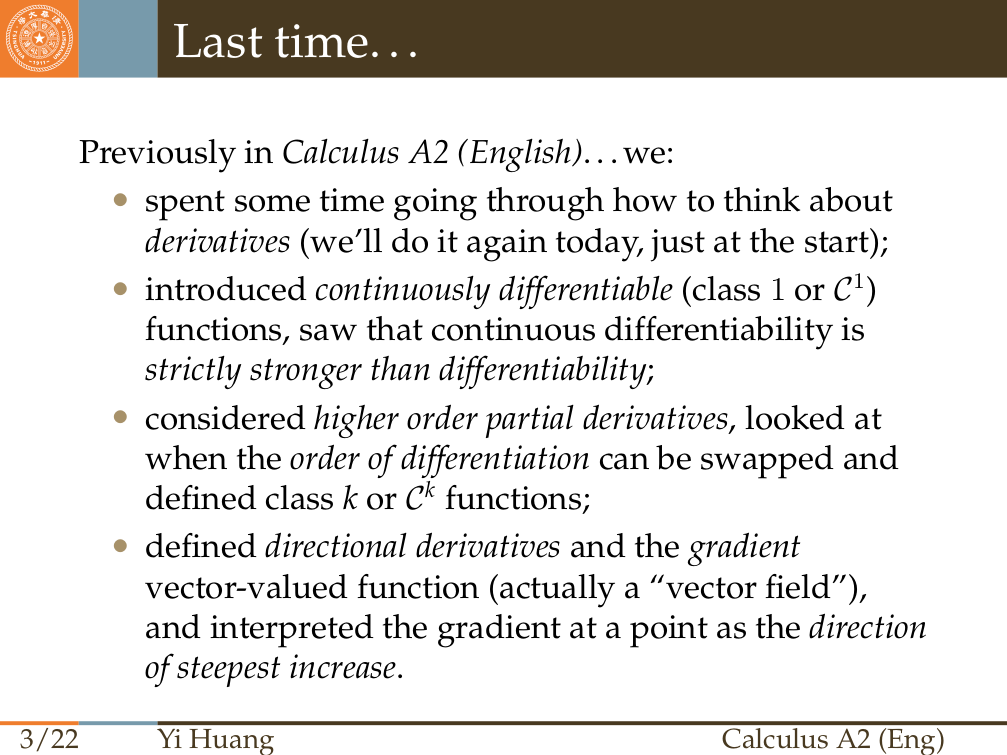 Last time. . .
Previously in Calculus A2 (English). . . we:
• spent some time going through how to think about
derivatives (we’ll do it again today, just at the start);
• introduced continuously differentiable (class 1 or C¹)
functions, saw that continuous differentiability is
strictly stronger than differentiability;
• considered higher order partial derivatives, looked at
when the order of differentiation can be swapped and
defined class k or Cᵏ functions;
• defined directional derivatives and the gradient
vector-valued function (actually a “vector field”),
and interpreted the gradient at a point as the direction
of steepest increase.
3/22 Yi Huang Calculus A2 (Eng)